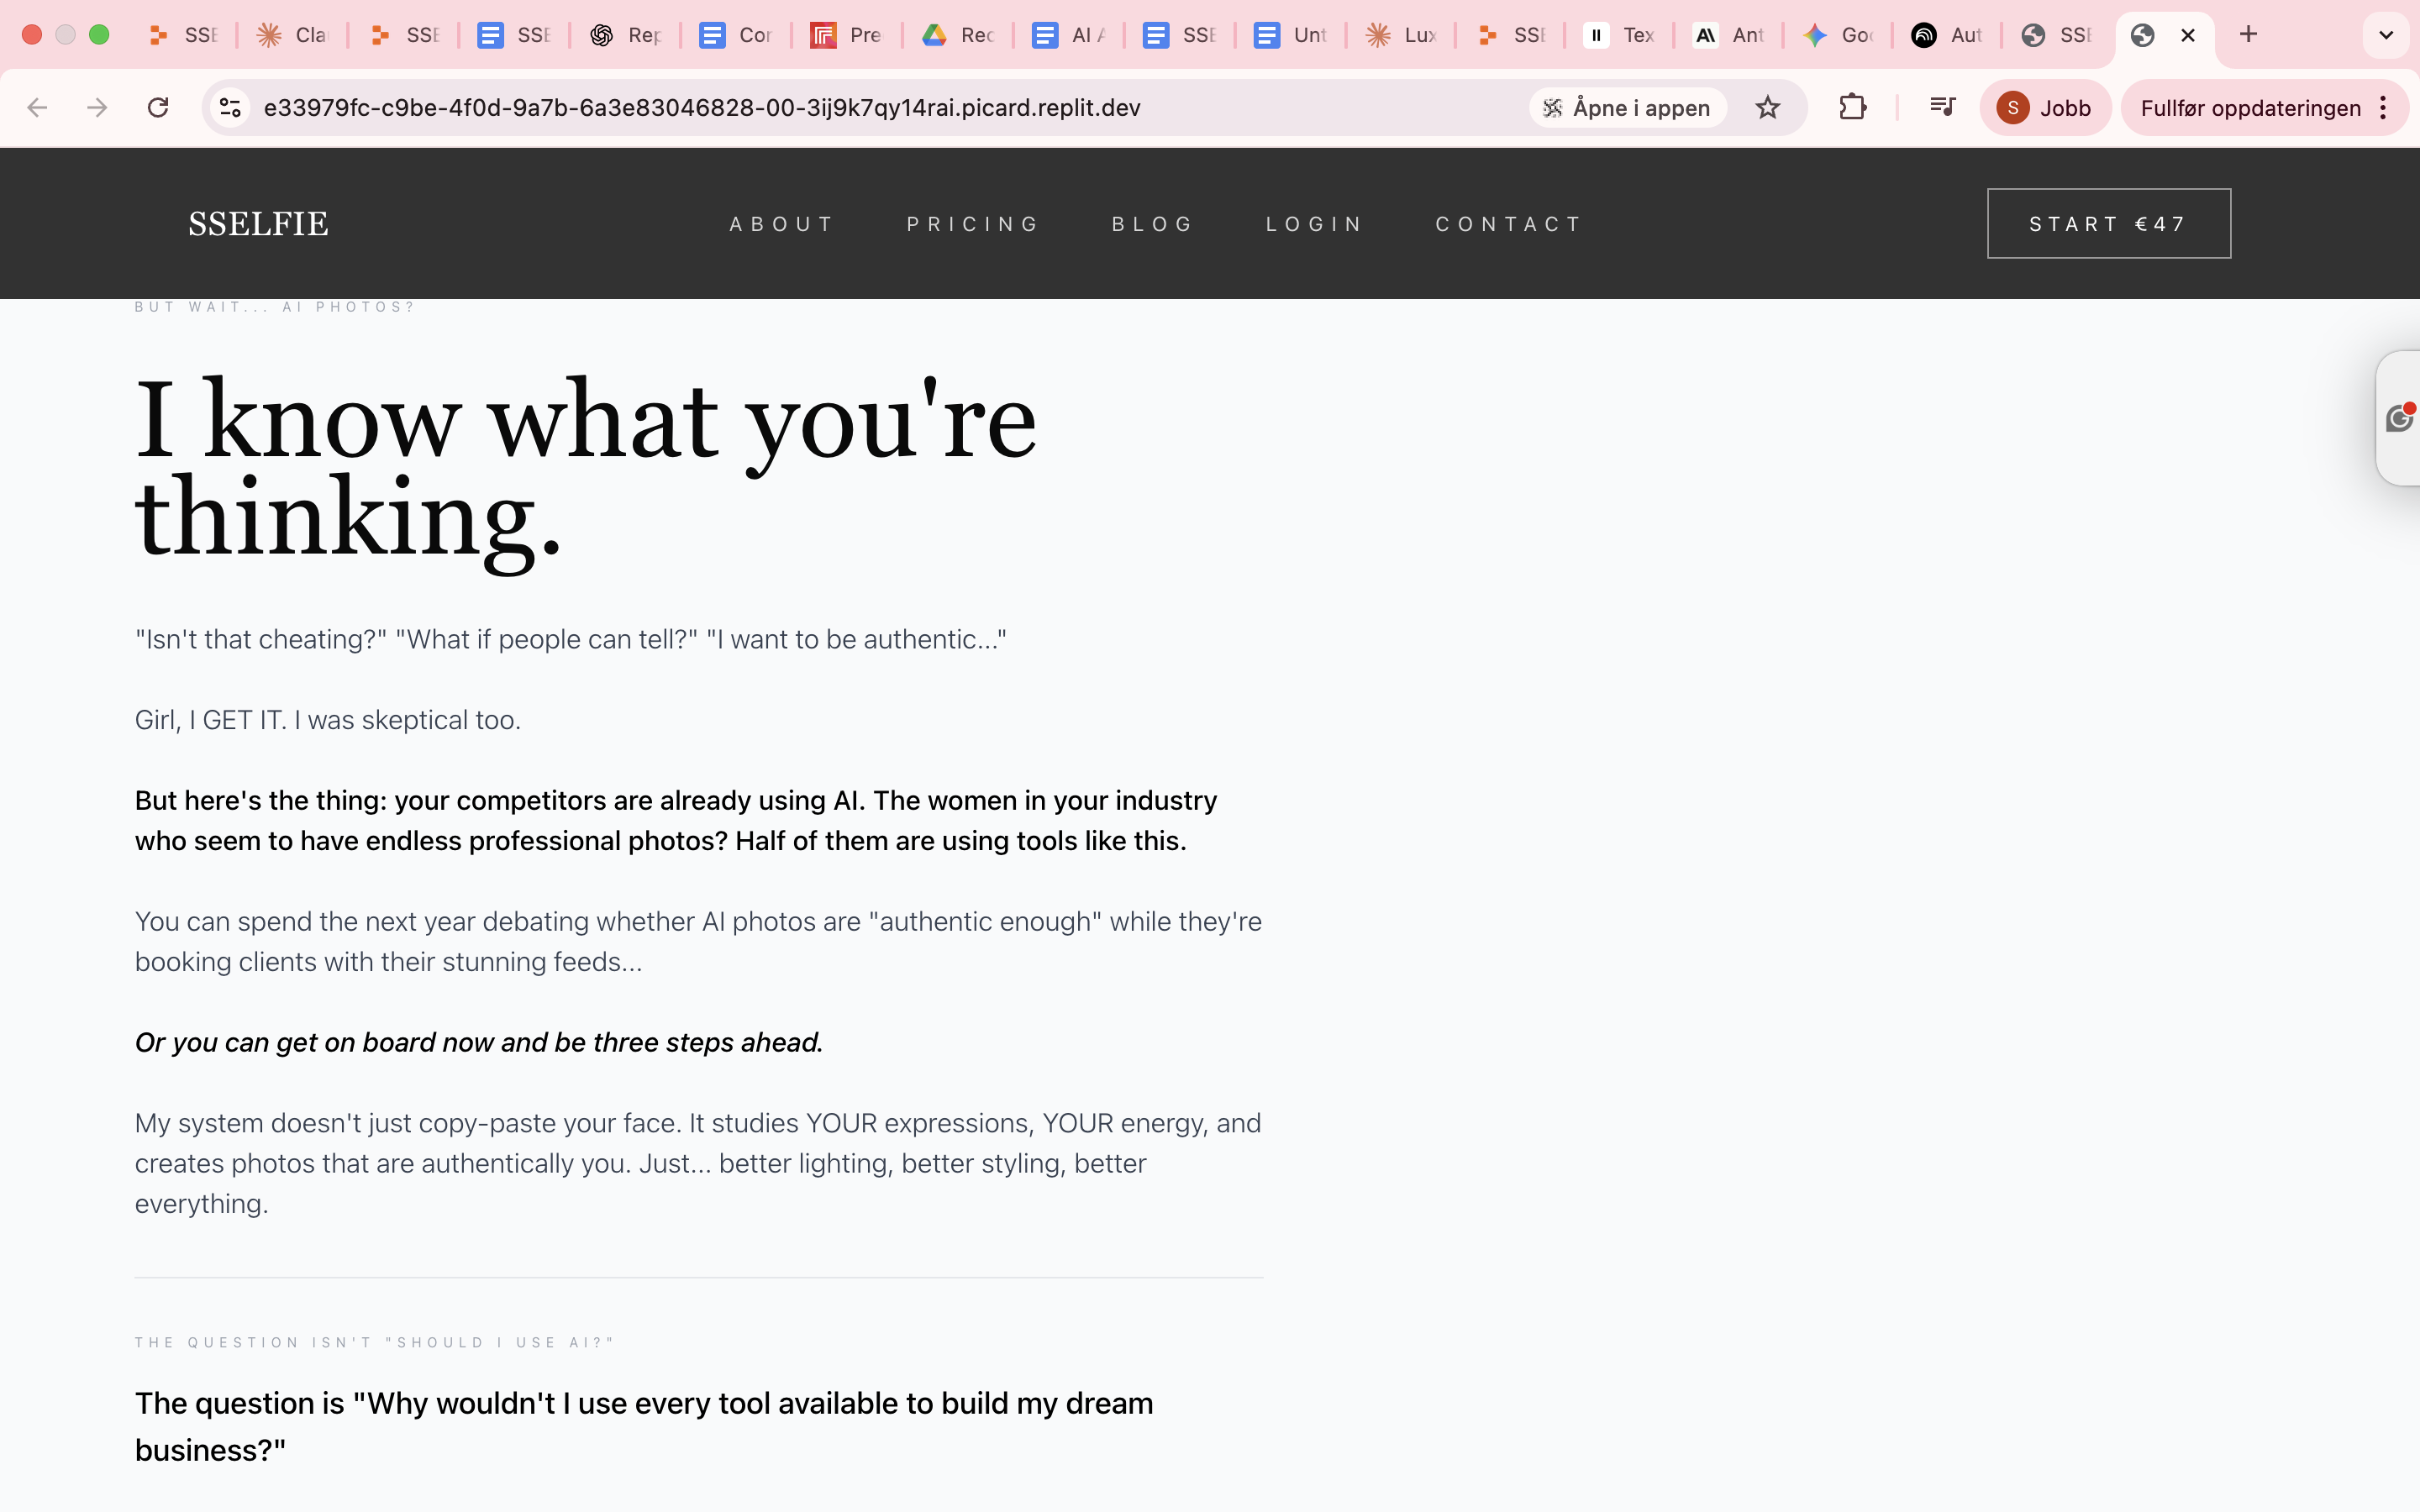 SSE
Cla
SSE
SSE
Rep
Cor
Pre
Rec
AI A
SSE
Unt
Lux
SSE
Tex
Ant
Goo
Aut
SSE
e33979fc-c9be-4f0d-9a7b-6a3e83046828-00-3ij9k7qy14rai.picard.replit.dev
Åpne i appen
S Jobb
Fullfør oppdateringen
SSELFIE
ABOUT
PRICING
BLOG
LOGIN
CONTACT
START €47
BUT WAIT... AI PHOTOS?
I know what you're
thinking.
"Isn't that cheating?" "What if people can tell?" "I want to be authentic..."
Girl, I GET IT. I was skeptical too.
But here's the thing: your competitors are already using AI. The women in your industry
who seem to have endless professional photos? Half of them are using tools like this.
You can spend the next year debating whether AI photos are "authentic enough" while they're
booking clients with their stunning feeds...
Or you can get on board now and be three steps ahead.
My system doesn't just copy-paste your face. It studies YOUR expressions, YOUR energy, and
creates photos that are authentically you. Just... better lighting, better styling, better
everything.
THE QUESTION ISN'T "SHOULD I USE AI?"
The question is "Why wouldn't I use every tool available to build my dream
business?"